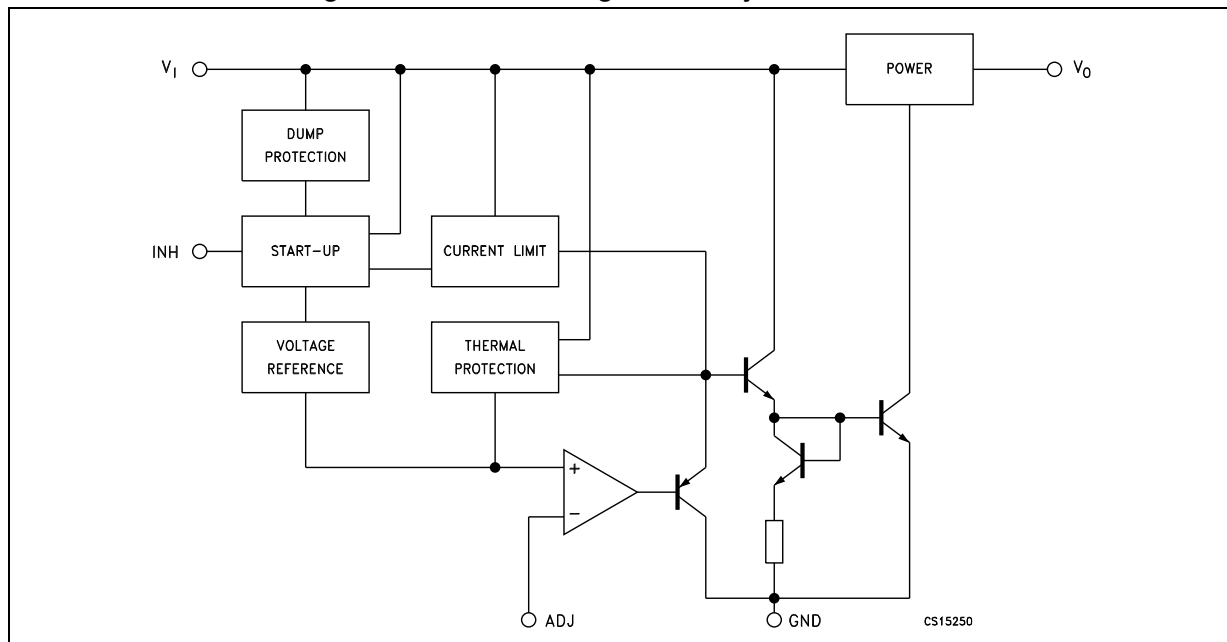 V_I
POWER
V_O
DUMP
PROTECTION
INH
START-UP
CURRENT LIMIT
VOLTAGE
REFERENCE
THERMAL
PROTECTION
+
−
ADJ
GND
CS15250